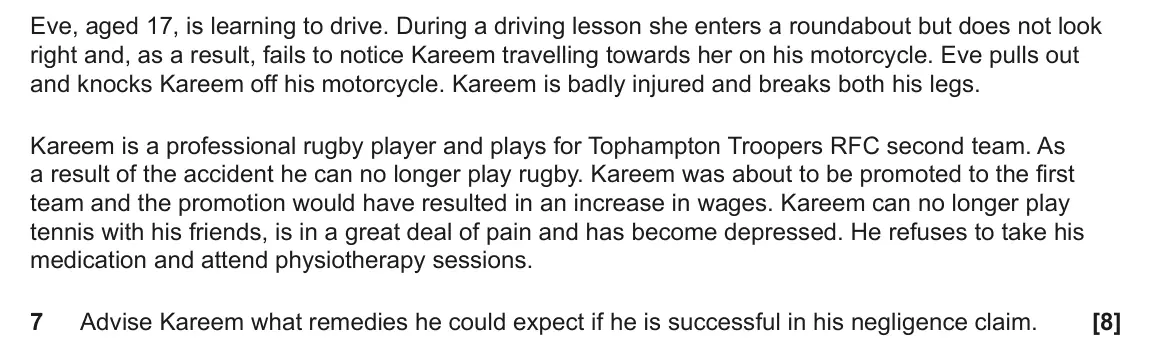 Eve, aged 17, is learning to drive. During a driving lesson she enters a roundabout but does not look
right and, as a result, fails to notice Kareem travelling towards her on his motorcycle. Eve pulls out
and knocks Kareem off his motorcycle. Kareem is badly injured and breaks both his legs.
Kareem is a professional rugby player and plays for Tophampton Troopers RFC second team. As
a result of the accident he can no longer play rugby. Kareem was about to be promoted to the first
team and the promotion would have resulted in an increase in wages. Kareem can no longer play
tennis with his friends, is in a great deal of pain and has become depressed. He refuses to take his
medication and attend physiotherapy sessions.
7 Advise Kareem what remedies he could expect if he is successful in his negligence claim. [8]